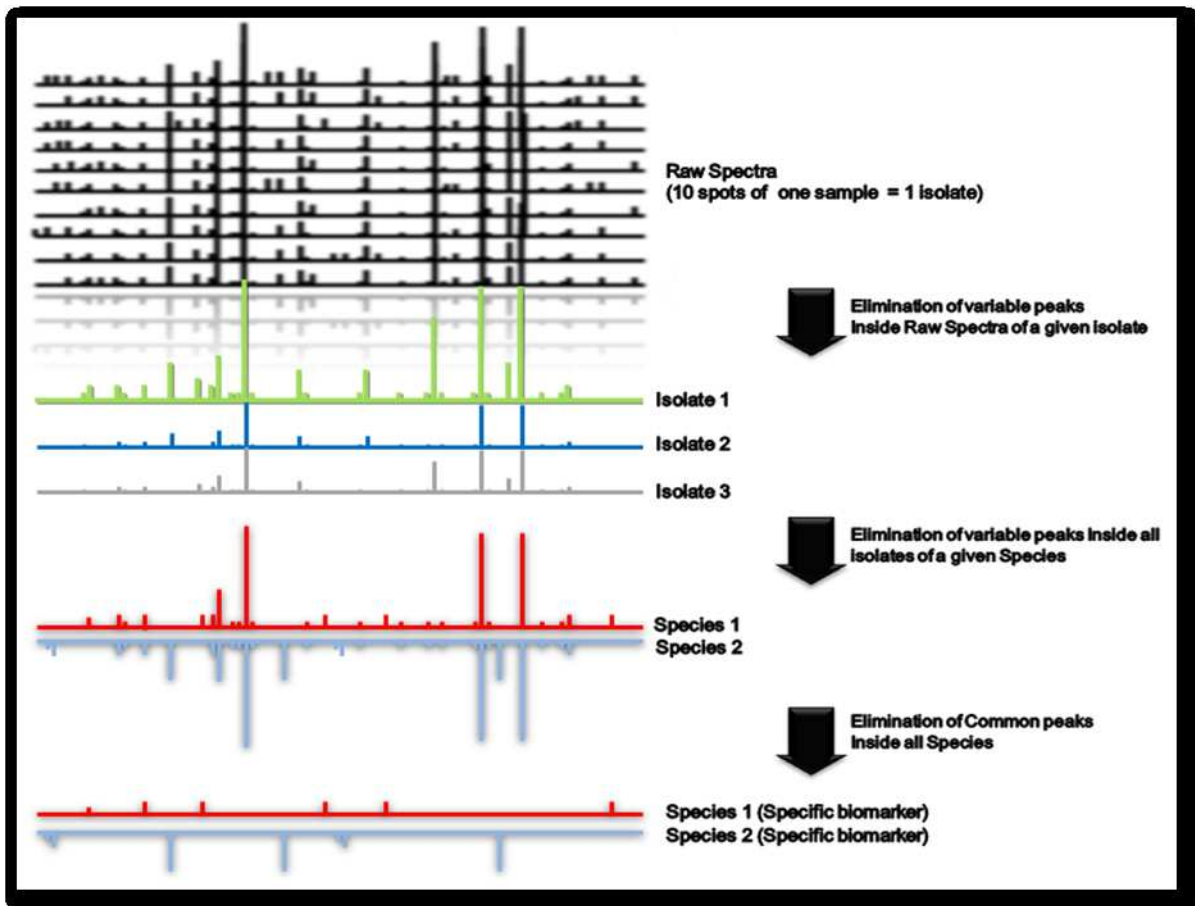 Raw Spectra
(10 spots of one sample = 1 isolate)
Elimination of variable peaks
Inside Raw Spectra of a given isolate
Isolate 1
Isolate 2
Isolate 3
Elimination of variable peaks Inside all
isolates of a given Species
Species 1
Species 2
Elimination of Common peaks
Inside all Species
Species 1 (Specific biomarker)
Species 2 (Specific biomarker)